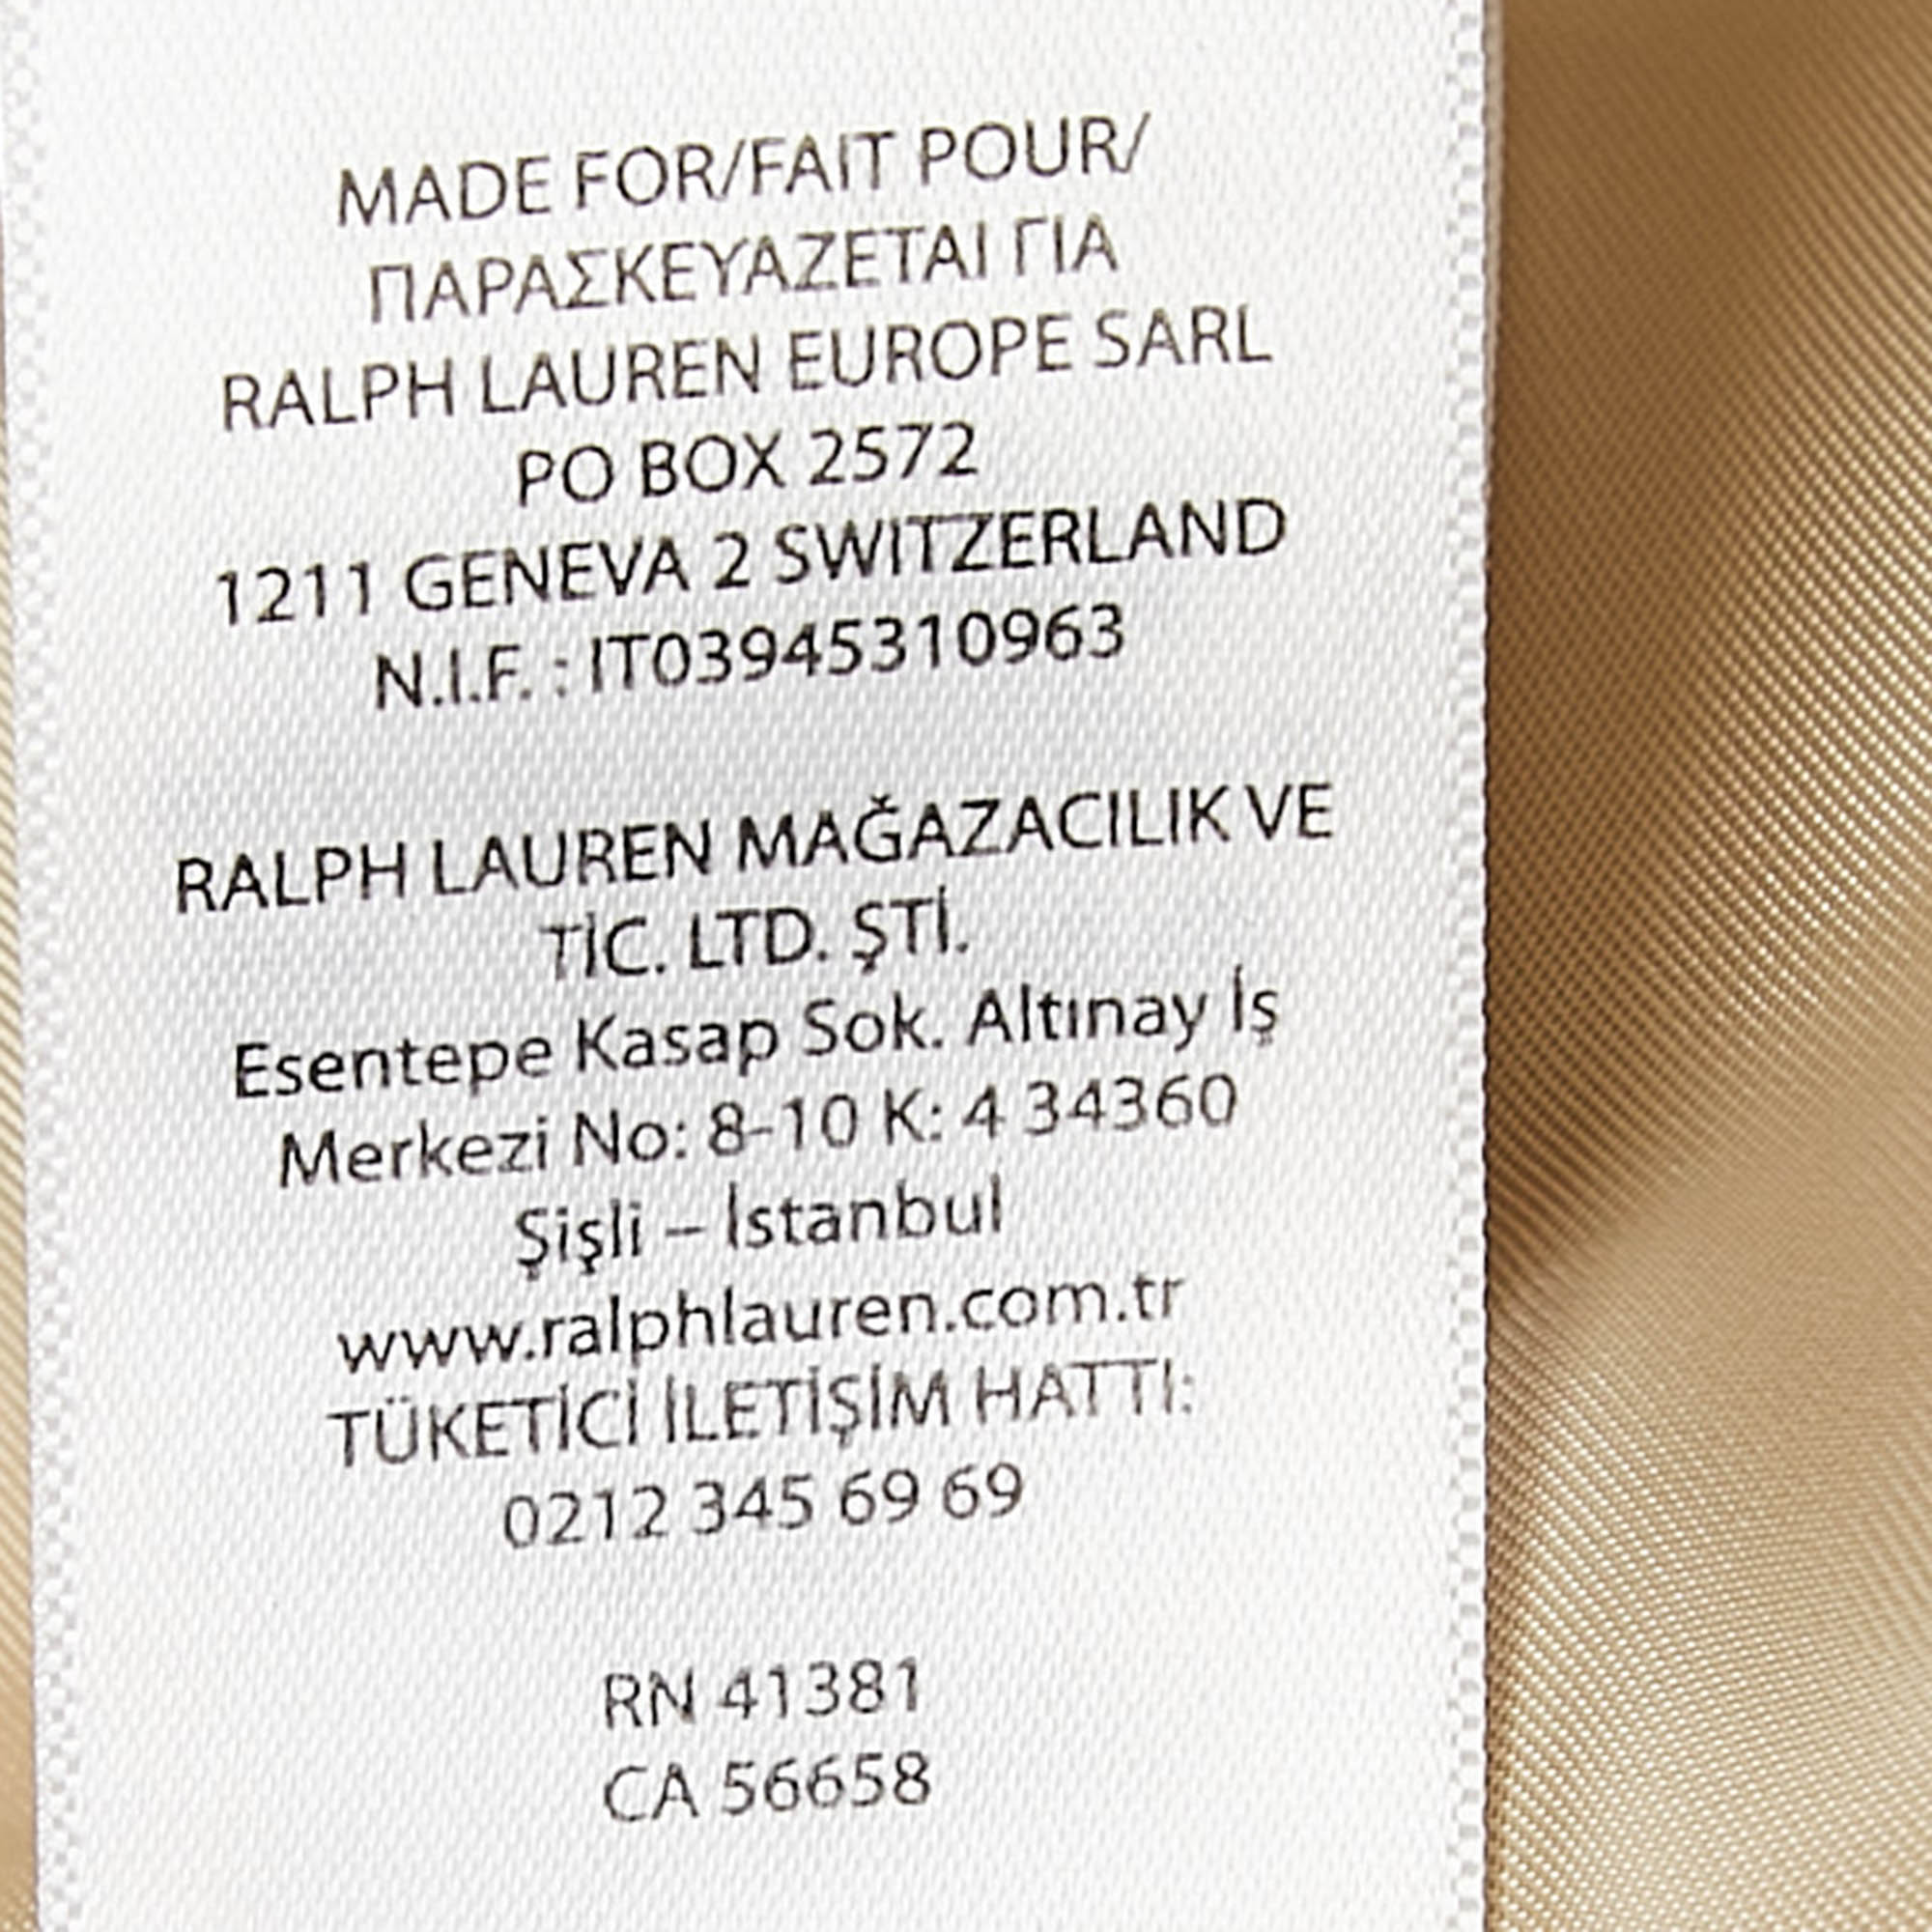 MADE FOR/FAIT POUR/
ΠΑΡΑΣΚΕΥΑΖΕΤΑΙ ΓΙΑ
RALPH LAUREN EUROPE SARL
PO BOX 2572
1211 GENEVA 2 SWITZERLAND
N.I.F. : IT03945310963
RALPH LAUREN MAĞAZACILIK VE
TİC. LTD. ŞTİ.
Esentepe Kasap Sok. Altınay İş
Merkezi No: 8-10 K: 4 34360
Şişli – İstanbul
www.ralphlauren.com.tr
TÜKETİCİ İLETİŞİM HATTI:
0212 345 69 69
RN 41381
CA 56658